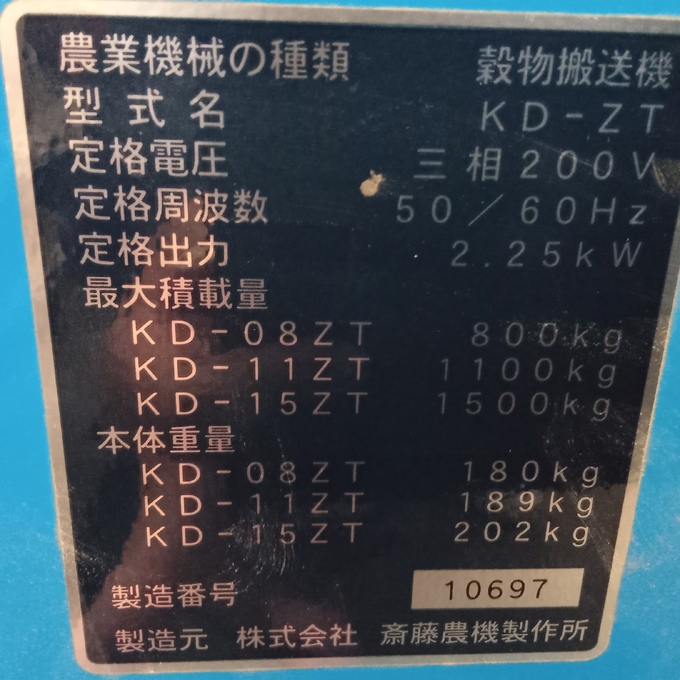 農業機械の種類 穀物搬送機
型式名 KD-ZT
定格電圧 三相200V
定格周波数 50/60Hz
定格出力 2.25kW
最大積載量
KD-08ZT 800kg
KD-11ZT 1100kg
KD-15ZT 1500kg
本体重量
KD-08ZT 180kg
KD-11ZT 189kg
KD-15ZT 202kg
製造番号 10697
製造元 株式会社 斎藤農機製作所